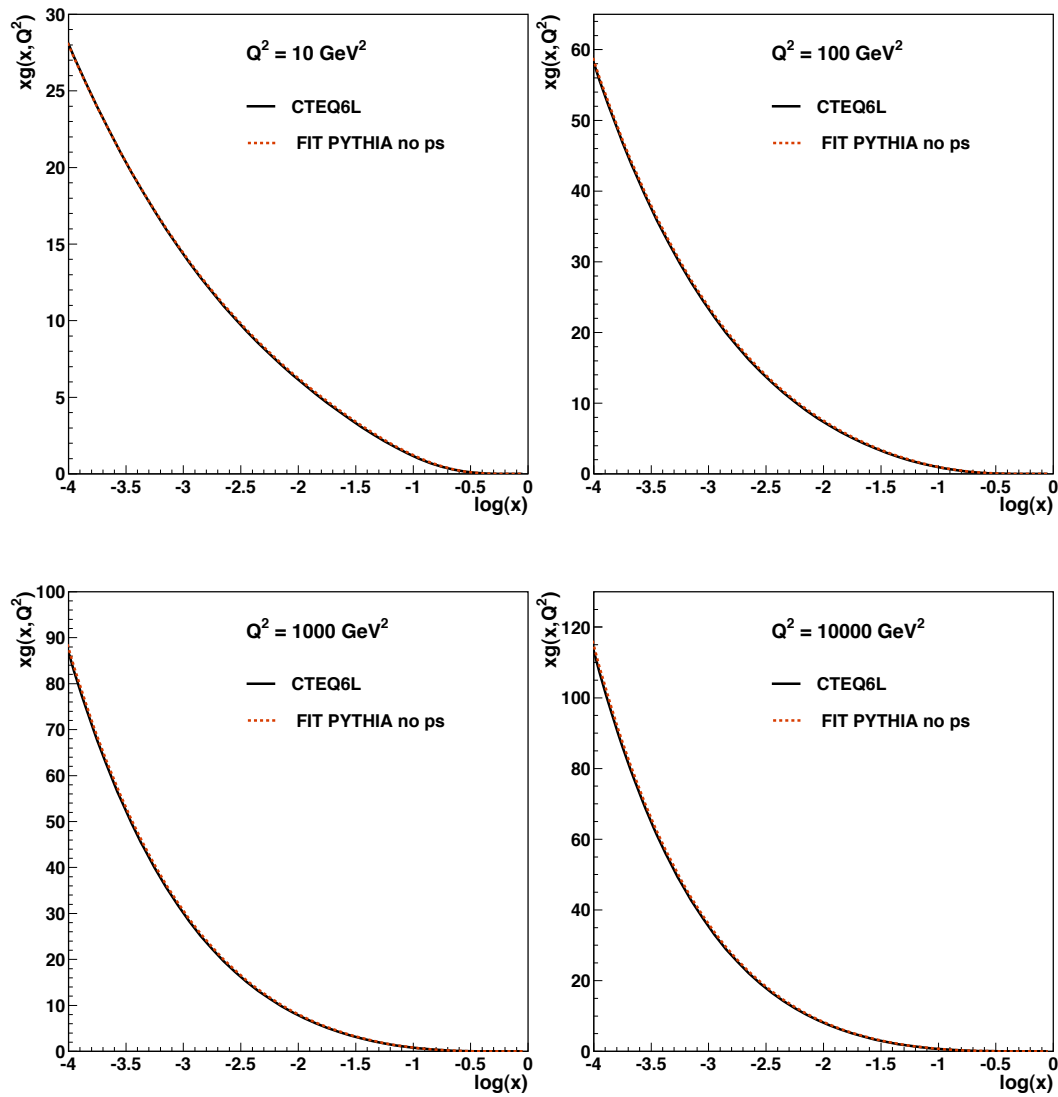 xg(x,Q²)
Q² = 10 GeV²
CTEQ6L
FIT PYTHIA no ps
30
25
20
15
10
5
0
-4 -3.5 -3 -2.5 -2 -1.5 -1 -0.5 0
log(x)
xg(x,Q²)
Q² = 100 GeV²
CTEQ6L
FIT PYTHIA no ps
60
50
40
30
20
10
0
-4 -3.5 -3 -2.5 -2 -1.5 -1 -0.5 0
log(x)
xg(x,Q²)
Q² = 1000 GeV²
CTEQ6L
FIT PYTHIA no ps
100
90
80
70
60
50
40
30
20
10
0
-4 -3.5 -3 -2.5 -2 -1.5 -1 -0.5 0
log(x)
xg(x,Q²)
Q² = 10000 GeV²
CTEQ6L
FIT PYTHIA no ps
120
100
80
60
40
20
0
-4 -3.5 -3 -2.5 -2 -1.5 -1 -0.5 0
log(x)